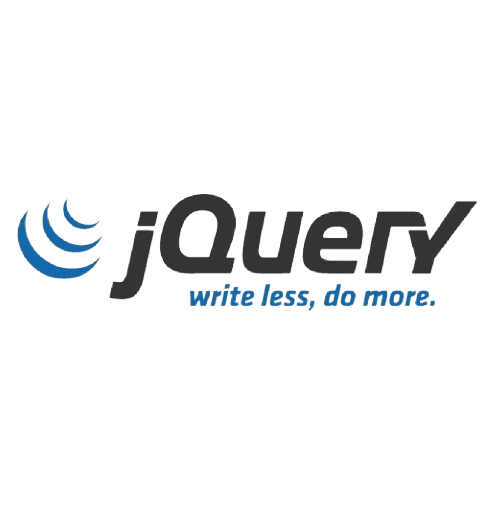 jQuery
write less, do more.